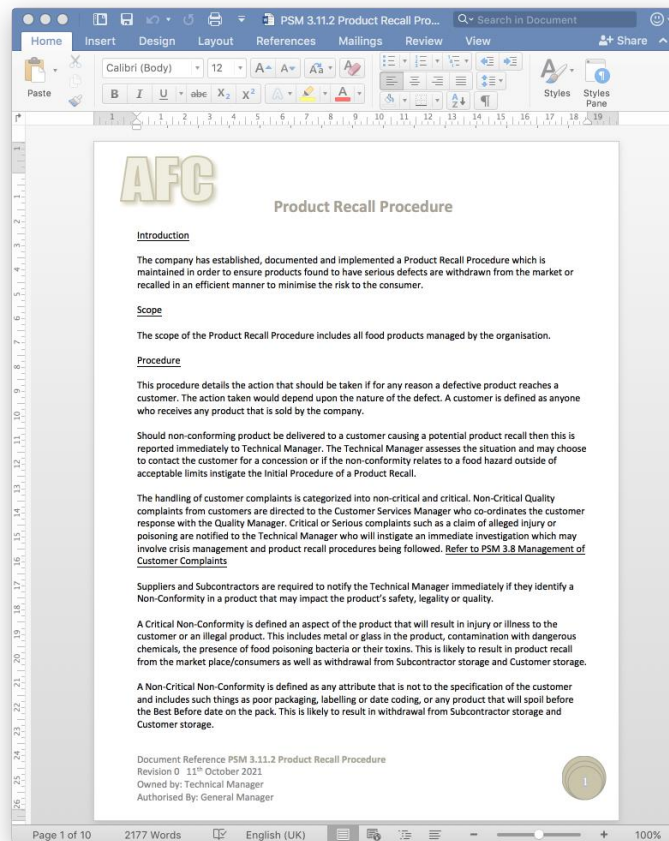 PSM 3.11.2 Product Recall Pro...
Search in Document
Home Insert Design Layout References Mailings Review View Share
Paste
Calibri (Body) 12 A A Aa
B I U abc X₂ X² A A
Styles Styles Pane
AFC
Product Recall Procedure
Introduction
The company has established, documented and implemented a Product Recall Procedure which is
maintained in order to ensure products found to have serious defects are withdrawn from the market or
recalled in an efficient manner to minimise the risk to the consumer.
Scope
The scope of the Product Recall Procedure includes all food products managed by the organisation.
Procedure
This procedure details the action that should be taken if for any reason a defective product reaches a
customer. The action taken would depend upon the nature of the defect. A customer is defined as anyone
who receives any product that is sold by the company.
Should non-conforming product be delivered to a customer causing a potential product recall then this is
reported immediately to Technical Manager. The Technical Manager assesses the situation and may choose
to contact the customer for a concession or if the non-conformity relates to a food hazard outside of
acceptable limits instigate the Initial Procedure of a Product Recall.
The handling of customer complaints is categorized into non-critical and critical. Non-Critical Quality
complaints from customers are directed to the Customer Services Manager who co-ordinates the customer
response with the Quality Manager. Critical or Serious complaints such as a claim of alleged injury or
poisoning are notified to the Technical Manager who will instigate an immediate investigation which may
involve crisis management and product recall procedures being followed. Refer to PSM 3.8 Management of
Customer Complaints
Suppliers and Subcontractors are required to notify the Technical Manager immediately if they identify a
Non-Conformity in a product that may impact the product's safety, legality or quality.
A Critical Non-Conformity is defined an aspect of the product that will result in injury or illness to the
customer or an illegal product. This includes metal or glass in the product, contamination with dangerous
chemicals, the presence of food poisoning bacteria or their toxins. This is likely to result in product recall
from the market place/consumers as well as withdrawal from Subcontractor storage and Customer storage.
A Non-Critical Non-Conformity is defined as any attribute that is not to the specification of the customer
and includes such things as poor packaging, labelling or date coding, or any product that will spoil before
the Best Before date on the pack. This is likely to result in withdrawal from Subcontractor storage and
Customer storage.
Document Reference PSM 3.11.2 Product Recall Procedure
Revision 0 11th October 2021
Owned by: Technical Manager
Authorised By: General Manager
1
Page 1 of 10 2177 Words English (UK) 100%